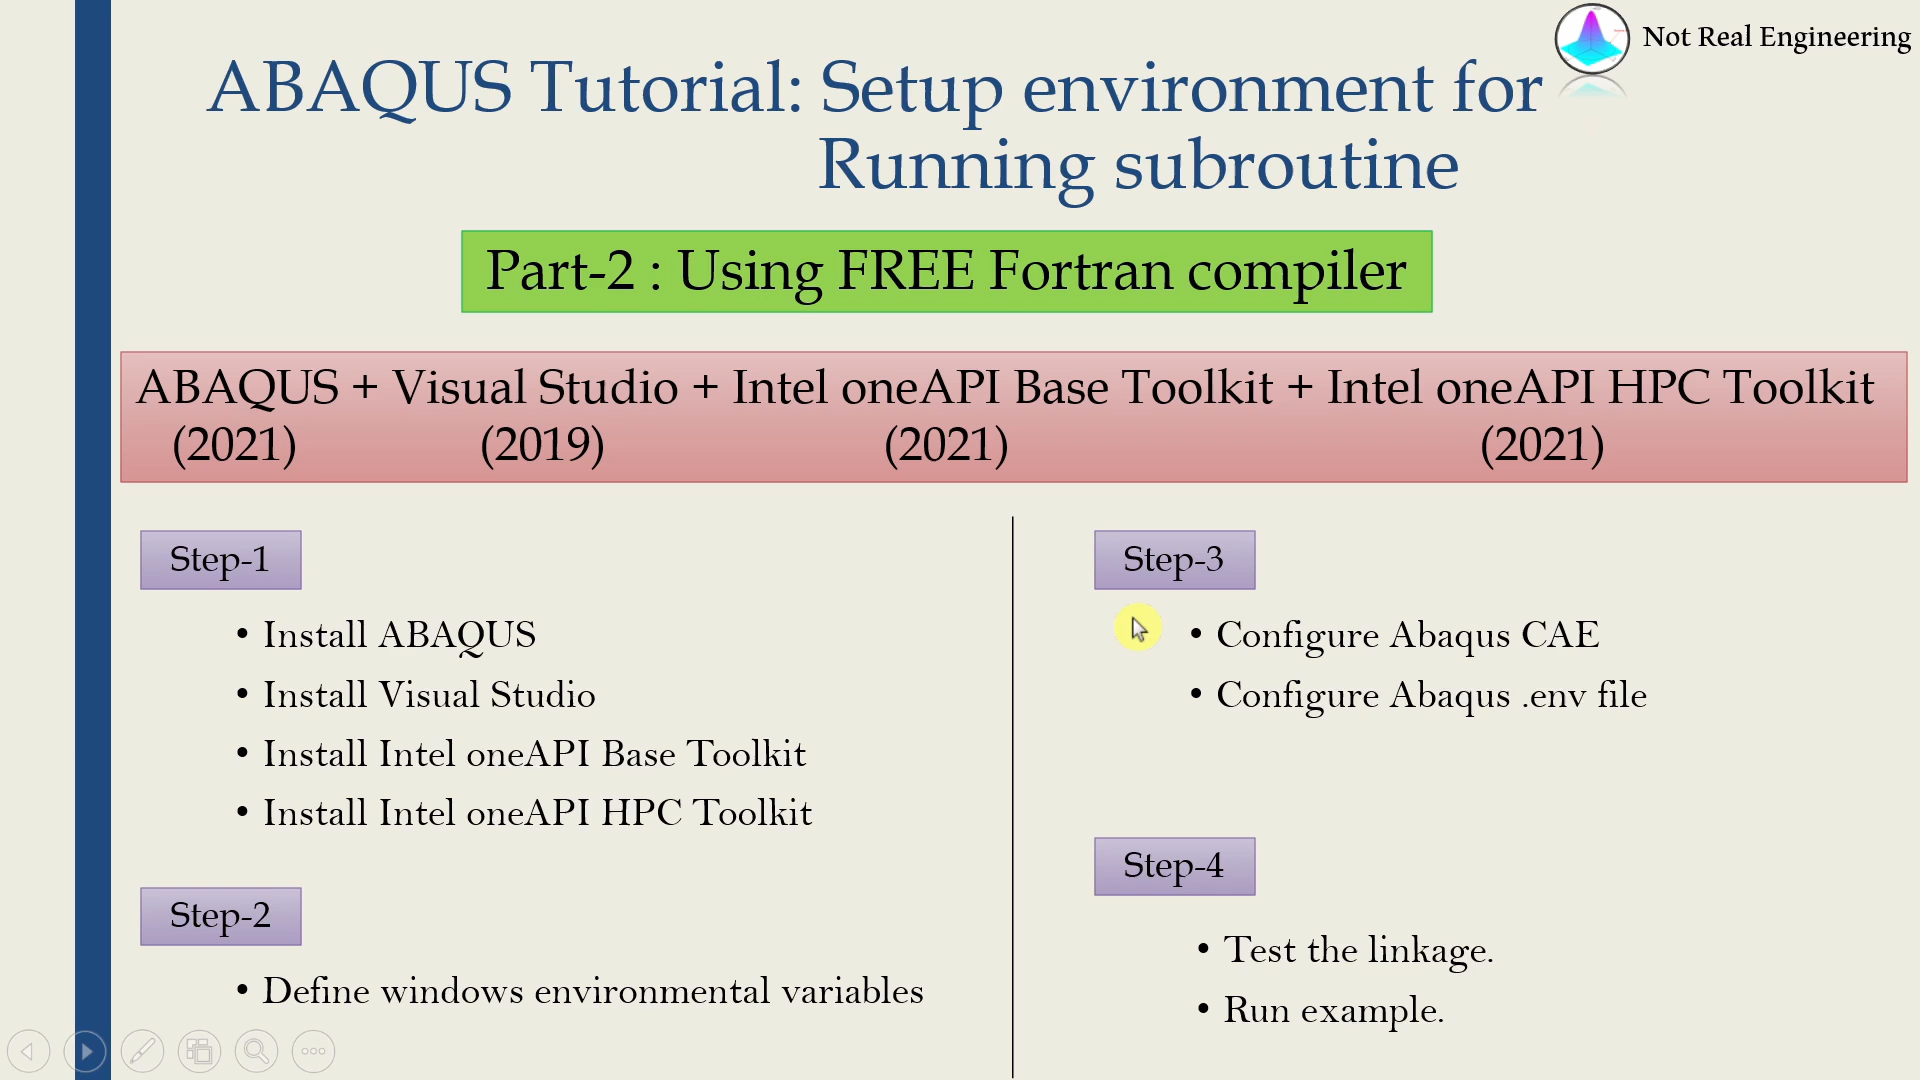 Not Real Engineering
ABAQUS Tutorial: Setup environment for
Running subroutine
Part-2 : Using FREE Fortran compiler
ABAQUS + Visual Studio + Intel oneAPI Base Toolkit + Intel oneAPI HPC Toolkit
(2021) (2019) (2021) (2021)
Step-1
• Install ABAQUS
• Install Visual Studio
• Install Intel oneAPI Base Toolkit
• Install Intel oneAPI HPC Toolkit
Step-2
• Define windows environmental variables
Step-3
• Configure Abaqus CAE
• Configure Abaqus .env file
Step-4
• Test the linkage.
• Run example.